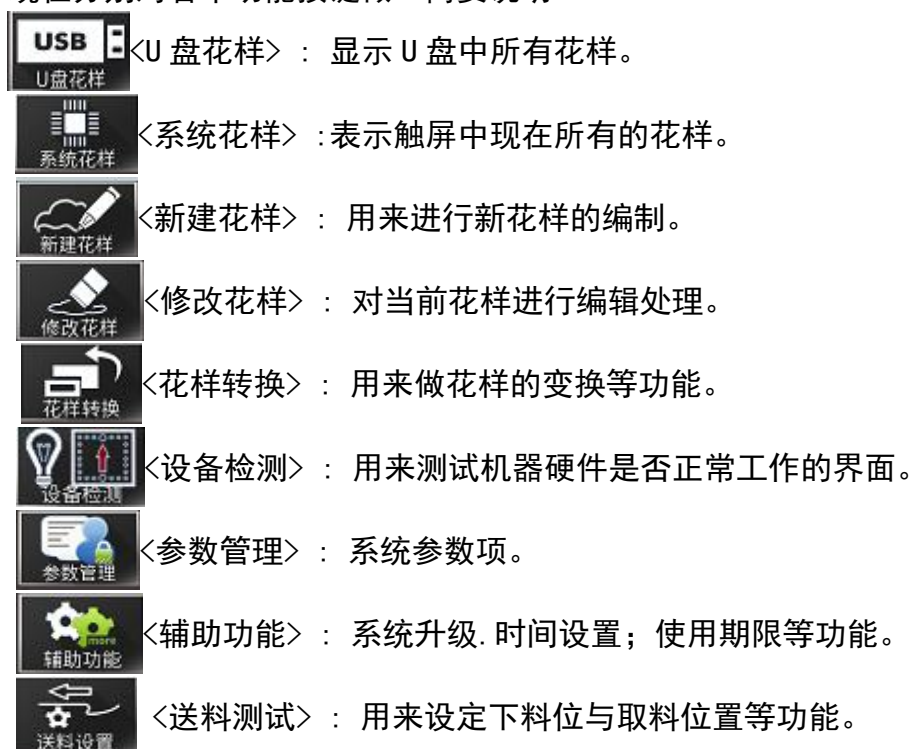 USB
U盘花样
<U盘花样> : 显示U盘中所有花样。
系统花样
<系统花样> :表示触屏中现在所有的花样。
新建花样
<新建花样> : 用来进行新花样的编制。
修改花样
<修改花样> : 对当前花样进行编辑处理。
花样转换
<花样转换> : 用来做花样的变换等功能。
设备检测
<设备检测> : 用来测试机器硬件是否正常工作的界面。
参数管理
<参数管理> : 系统参数项。
more
辅助功能
<辅助功能> : 系统升级.时间设置；使用期限等功能。
送料设置
<送料测试> : 用来设定下料位与取料位置等功能。